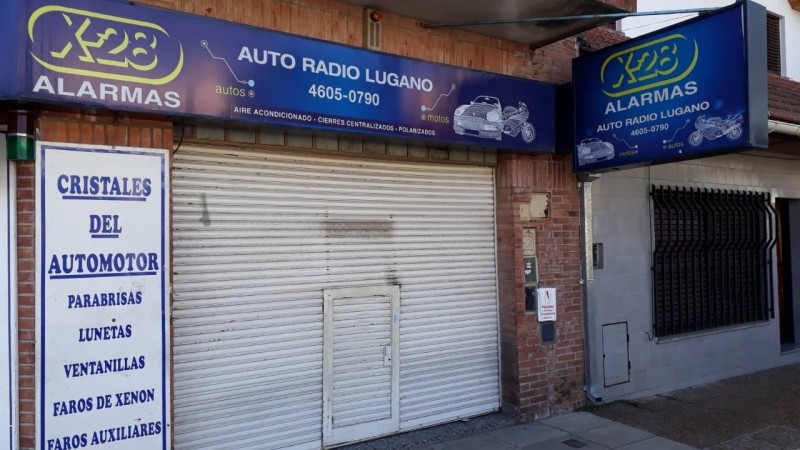 X-28
ALARMAS
autos
AUTO RADIO LUGANO
4605-0790
motos
AIRE ACONDICIONADO - CIERRES CENTRALIZADOS - POLARIZADOS
X-28
ALARMAS
AUTO RADIO LUGANO
4605-0790
motos
autos
CRISTALES
DEL
AUTOMOTOR
PARABRISAS
LUNETAS
VENTANILLAS
FAROS DE XENON
FAROS AUXILIARES